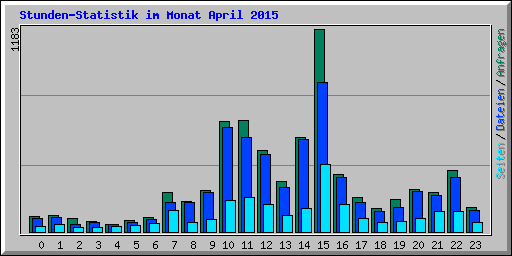 Stunden-Statistik im Monat April 2015
1183
Seiten/Dateien/Anfragen
0 1 2 3 4 5 6 7 8 9 10 11 12 13 14 15 16 17 18 19 20 21 22 23